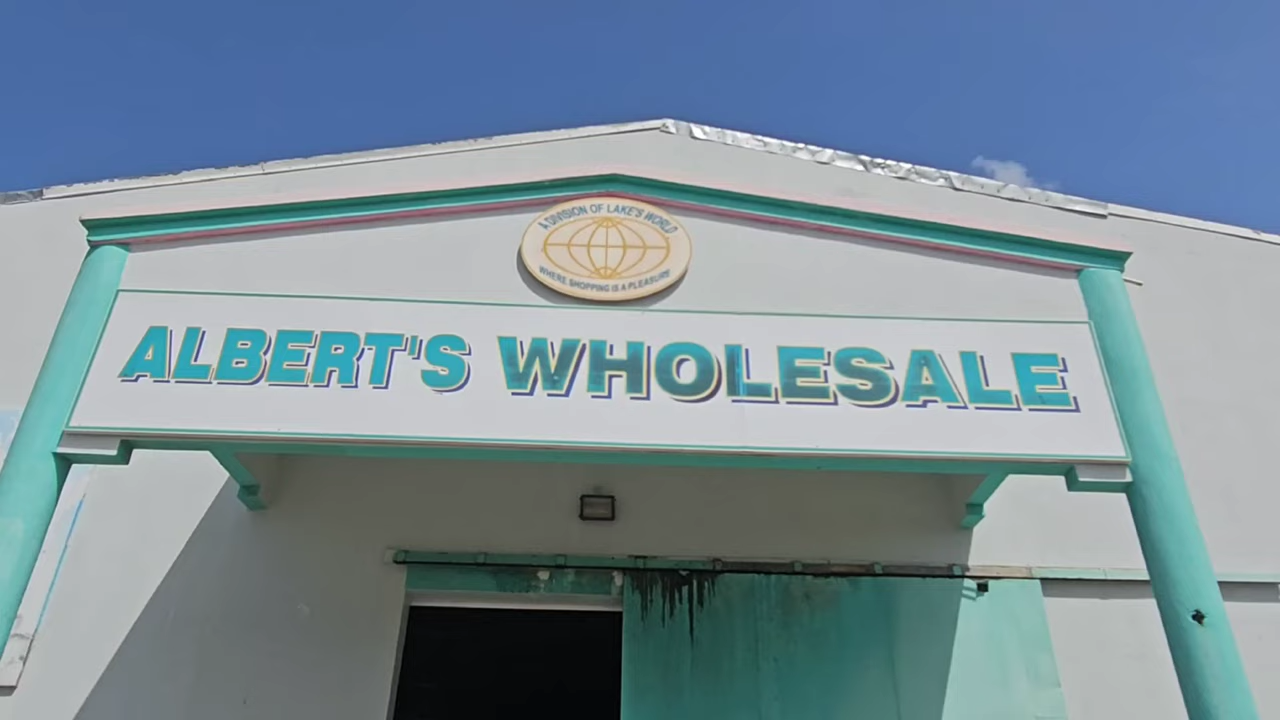 A DIVISION OF LAKE'S WORLD
WHERE SHOPPING IS A PLEASURE
ALBERT'S WHOLESALE